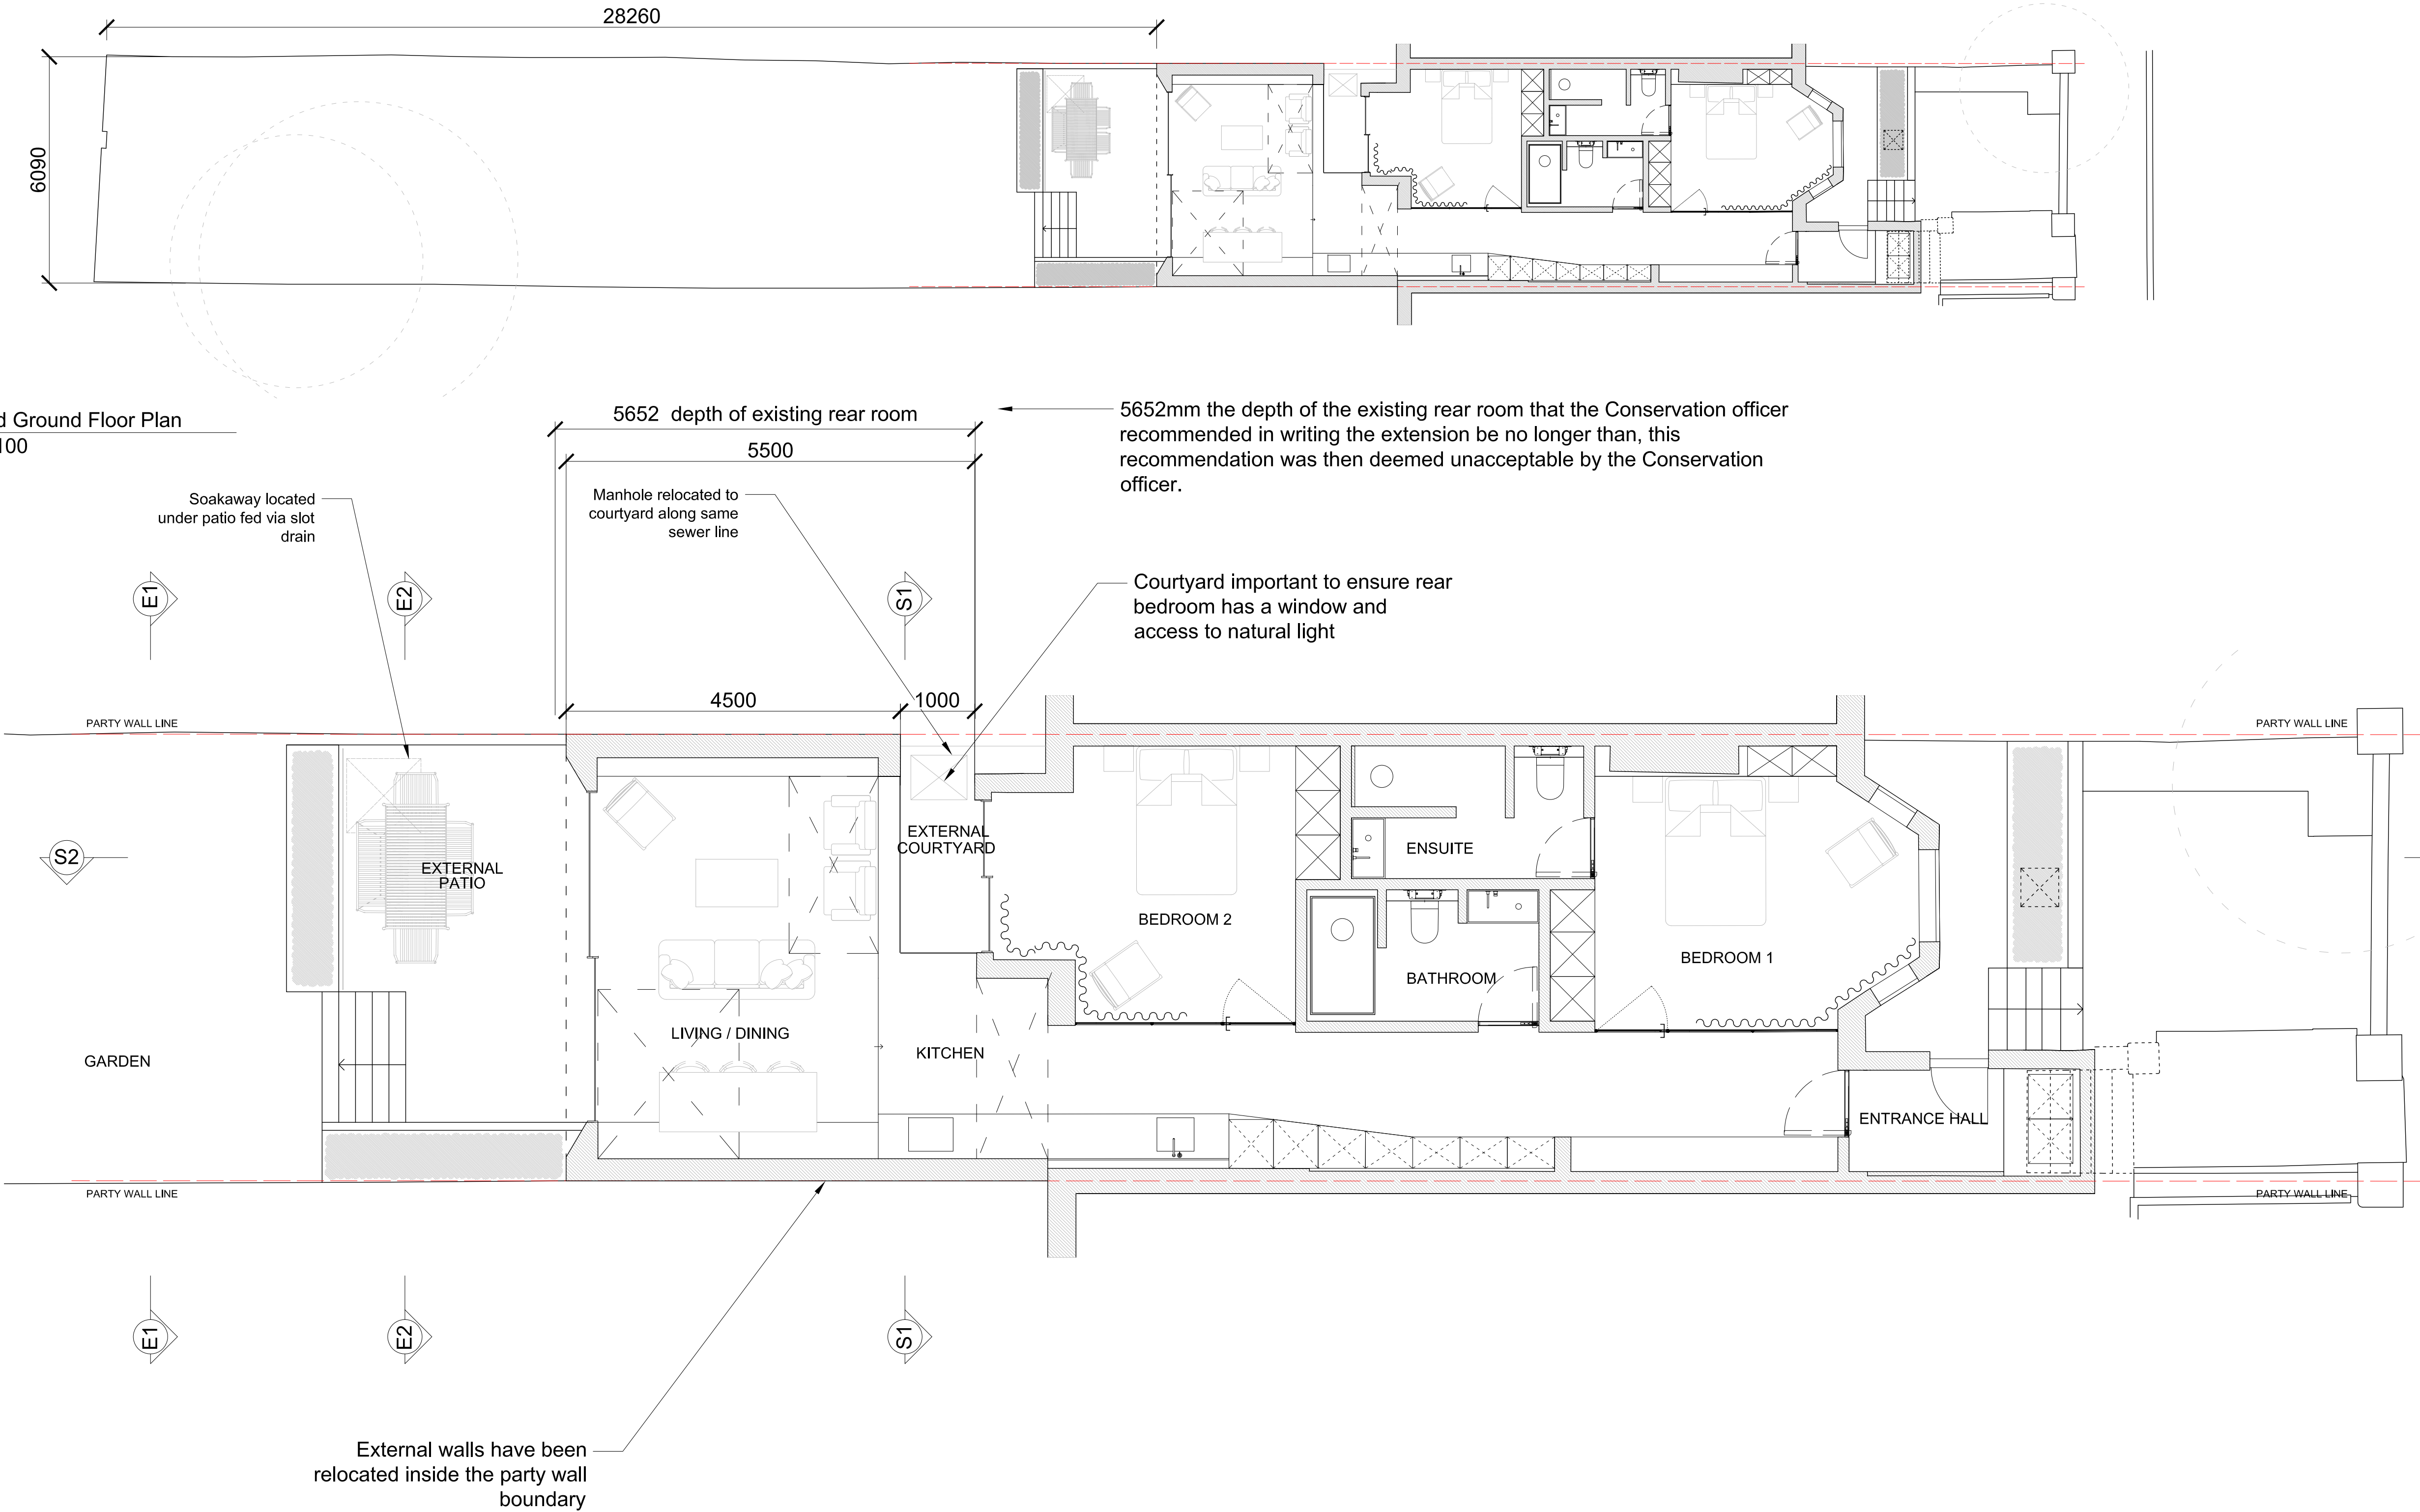 28260
6090
d Ground Floor Plan
100
5652 depth of existing rear room
5500
5652mm the depth of the existing rear room that the Conservation officer
recommended in writing the extension be no longer than, this
recommendation was then deemed unacceptable by the Conservation
officer.
Soakaway located
under patio fed via slot
drain
Manhole relocated to
courtyard along same
sewer line
Courtyard important to ensure rear
bedroom has a window and
access to natural light
E1
E2
S1
4500
1000
PARTY WALL LINE
PARTY WALL LINE
S2
EXTERNAL
PATIO
EXTERNAL
COURTYARD
ENSUITE
BEDROOM 2
BATHROOM
BEDROOM 1
LIVING / DINING
KITCHEN
GARDEN
ENTRANCE HALL
PARTY WALL LINE
PARTY WALL LINE
E1
E2
S1
External walls have been
relocated inside the party wall
boundary